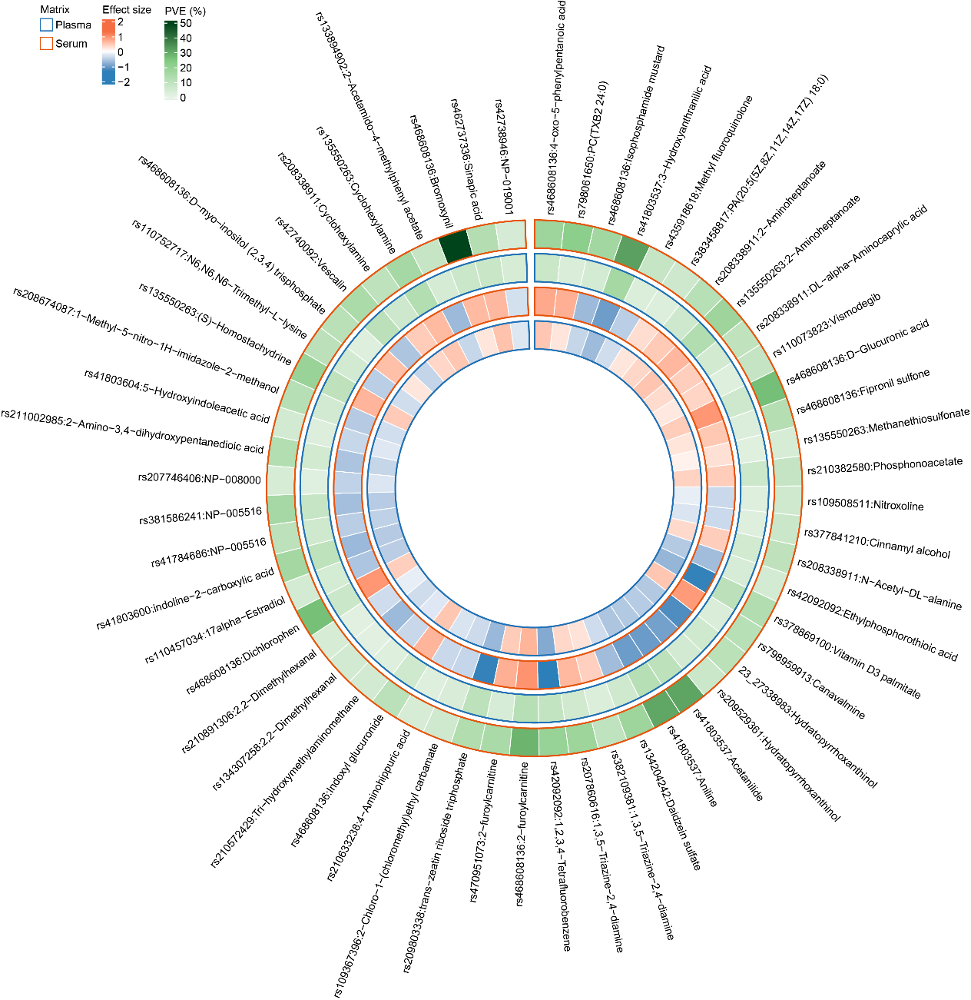 Matrix
Plasma
Serum
Effect size
2
1
0
−1
−2
PVE (%)
50
40
30
20
10
0
rs468608136:4−oxo−5−phenylpentanoic acid
rs798061650:PC(TXB2 24:0)
rs468608136:Isophosphamide mustard
rs41803537:3−Hydroxyanthranilic acid
rs435918618:Methyl fluoroquinolone
rs383458817:PA(20:5(5Z,8Z,11Z,14Z,17Z) 18:0)
rs208338911:2−Aminoheptanoate
rs135550263:2−Aminoheptanoate
rs208338911:DL−alpha−Aminocaprylic acid
rs110073823:Vismodegib
rs468608136:D−Glucuronic acid
rs468608136:Fipronil sulfone
rs135550263:Methanethiosulfonate
rs210382580:Phosphonoacetate
rs109508511:Nitroxoline
rs377841210:Cinnamyl alcohol
rs208338911:N−Acetyl−DL−alanine
rs42092092:Ethylphosphorothioic acid
rs378869100:Vitamin D3 palmitate
rs798959913:Canavalmine
23_27338983:Hydratopyrrhoxanthinol
rs209529361:Hydratopyrrhoxanthinol
rs41803537:Acetanilide
rs41803537:Aniline
rs134204242:Daidzein sulfate
rs382109381:1,3,5−Triazine−2,4−diamine
rs207860616:1,3,5−Triazine−2,4−diamine
rs42092092:1,2,3,4−Tetrafluorobenzene
rs468608136:2−furoylcarnitine
rs470951073:2−furoylcarnitine
rs209803338:trans−zeatin riboside triphosphate
rs109367396:2−Chloro−1−(chloromethyl)ethyl carbamate
rs210633238:4−Aminohippuric acid
rs468608136:Indoxyl glucuronide
rs210572429:Tri−hydroxymethylaminomethane
rs134307258:2,2−Dimethylhexanal
rs210891306:2,2−Dimethylhexanal
rs468608136:Dichlorophen
rs110457034:17alpha−Estradiol
rs41803600:indoline−2−carboxylic acid
rs41784686:NP−005516
rs381586241:NP−005516
rs207746406:NP−008000
rs211002985:2−Amino−3,4−dihydroxypentanedioic acid
rs41803604:5−Hydroxyindoleacetic acid
rs208674087:1−Methyl−5−nitro−1H−imidazole−2−methanol
rs135550263:(S)−Homostachydrine
rs110752717:N6,N6,N6−Trimethyl−L−lysine
rs468608136:D−myo−inositol (2,3,4) trisphosphate
rs42740092:Vescalin
rs208338911:Cyclohexylamine
rs135550263:Cyclohexylamine
rs133894902:2−Acetamido−4−methylphenyl acetate
rs468608136:Bromoxynil
rs462737336:Sinapic acid
rs42738946:NP−019001